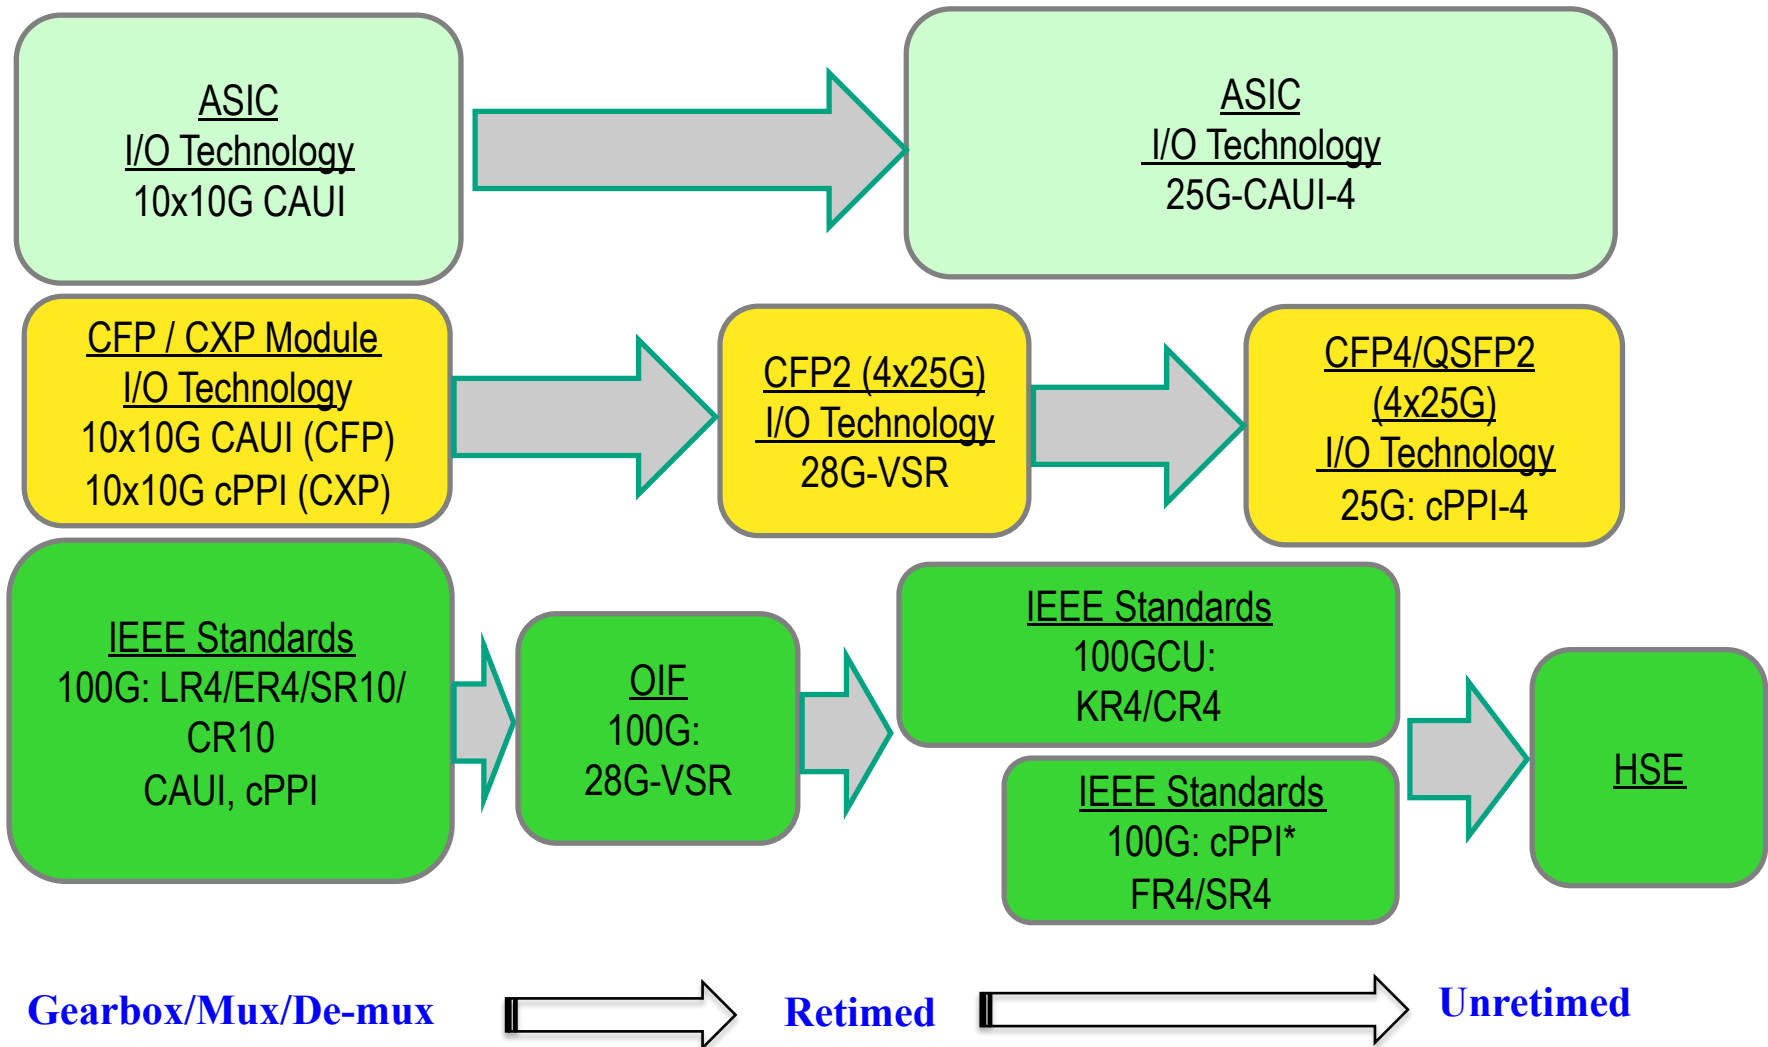 ASIC
I/O Technology
10x10G CAUI
ASIC
I/O Technology
25G-CAUI-4
CFP / CXP Module
I/O Technology
10x10G CAUI (CFP)
10x10G cPPI (CXP)
CFP2 (4x25G)
I/O Technology
28G-VSR
CFP4/QSFP2
(4x25G)
I/O Technology
25G: cPPI-4
IEEE Standards
100G: LR4/ER4/SR10/
CR10
CAUI, cPPI
OIF
100G:
28G-VSR
IEEE Standards
100GCU:
KR4/CR4
IEEE Standards
100G: cPPI*
FR4/SR4
HSE
Gearbox/Mux/De-mux
Retimed
Unretimed